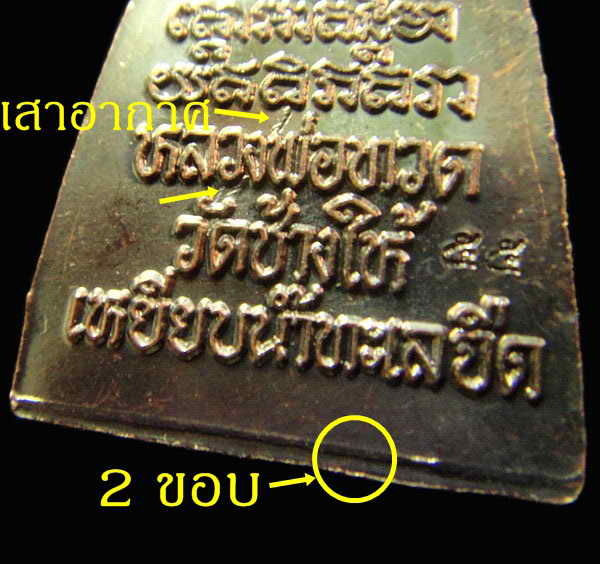 เสาอากาศ
หลวงพ่อทวด
วัดช้างให้ ๕๕
เหยียบน้ำทะเลจืด
2 ขอบ